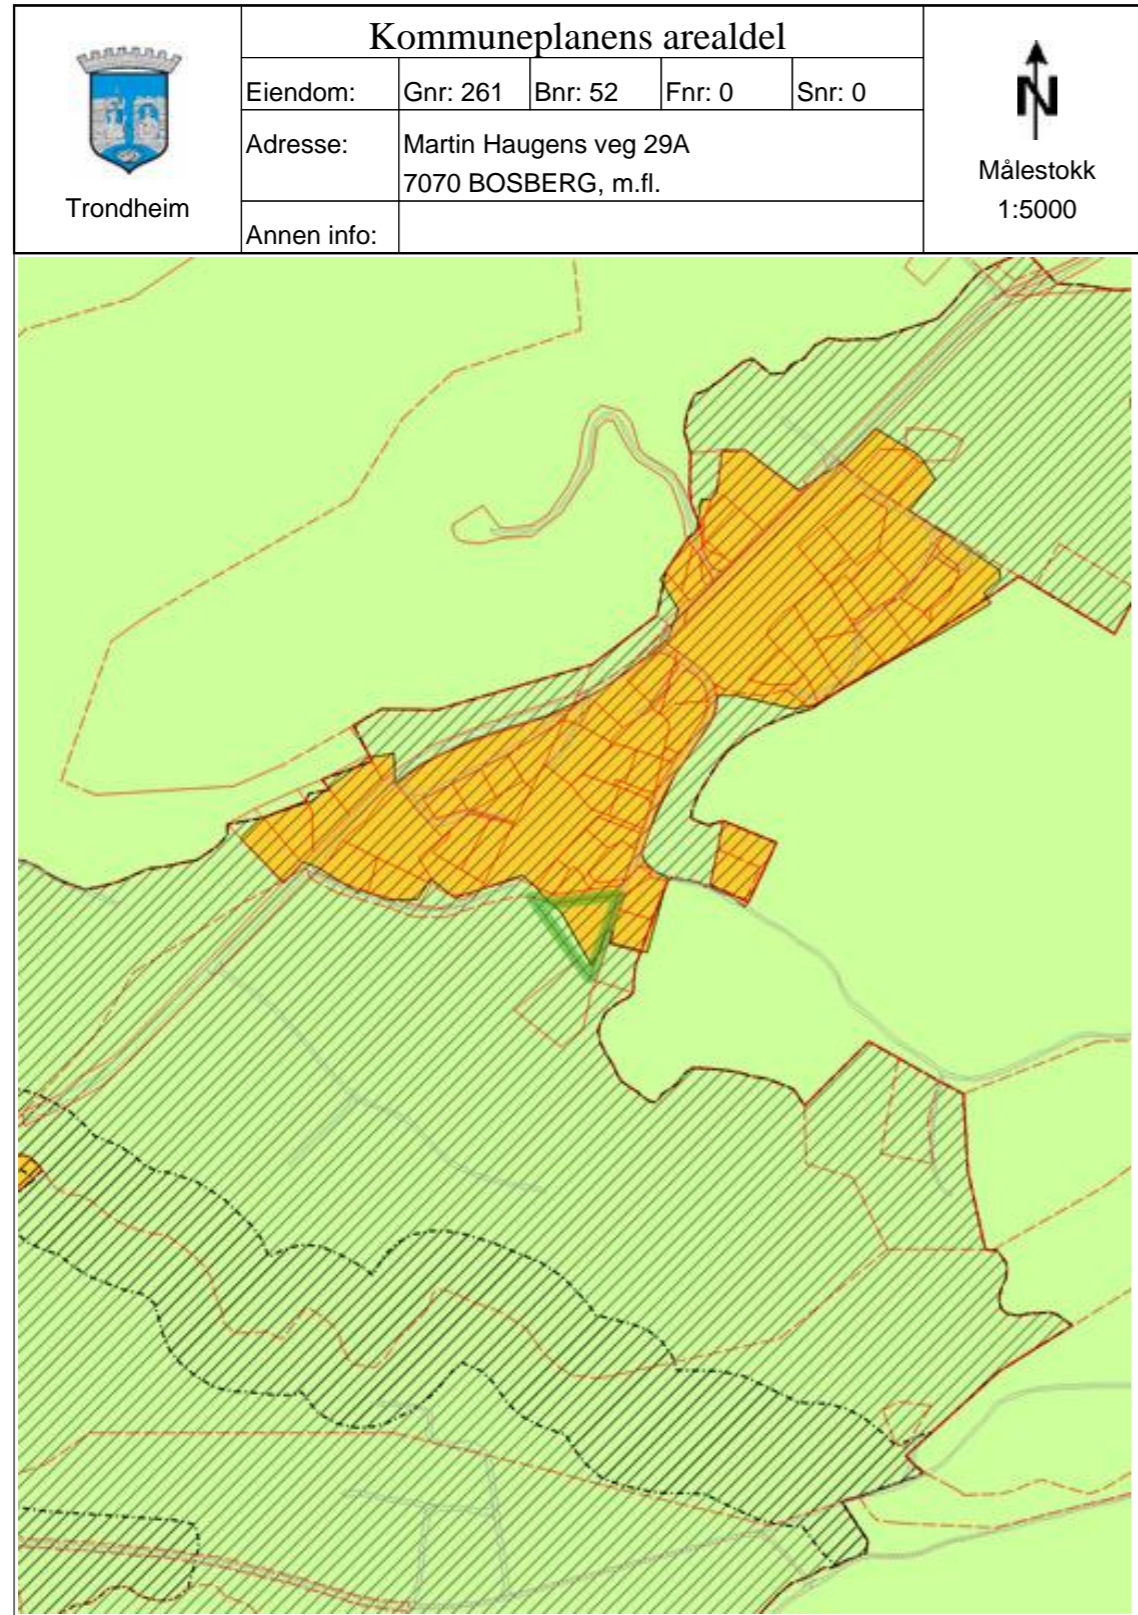 Kommuneplanens arealdel
Eiendom: Gnr: 261 Bnr: 52 Fnr: 0 Snr: 0
Adresse: Martin Haugens veg 29A
7070 BOSBERG, m.fl.
Annen info:
Trondheim
N
Målestokk
1:5000